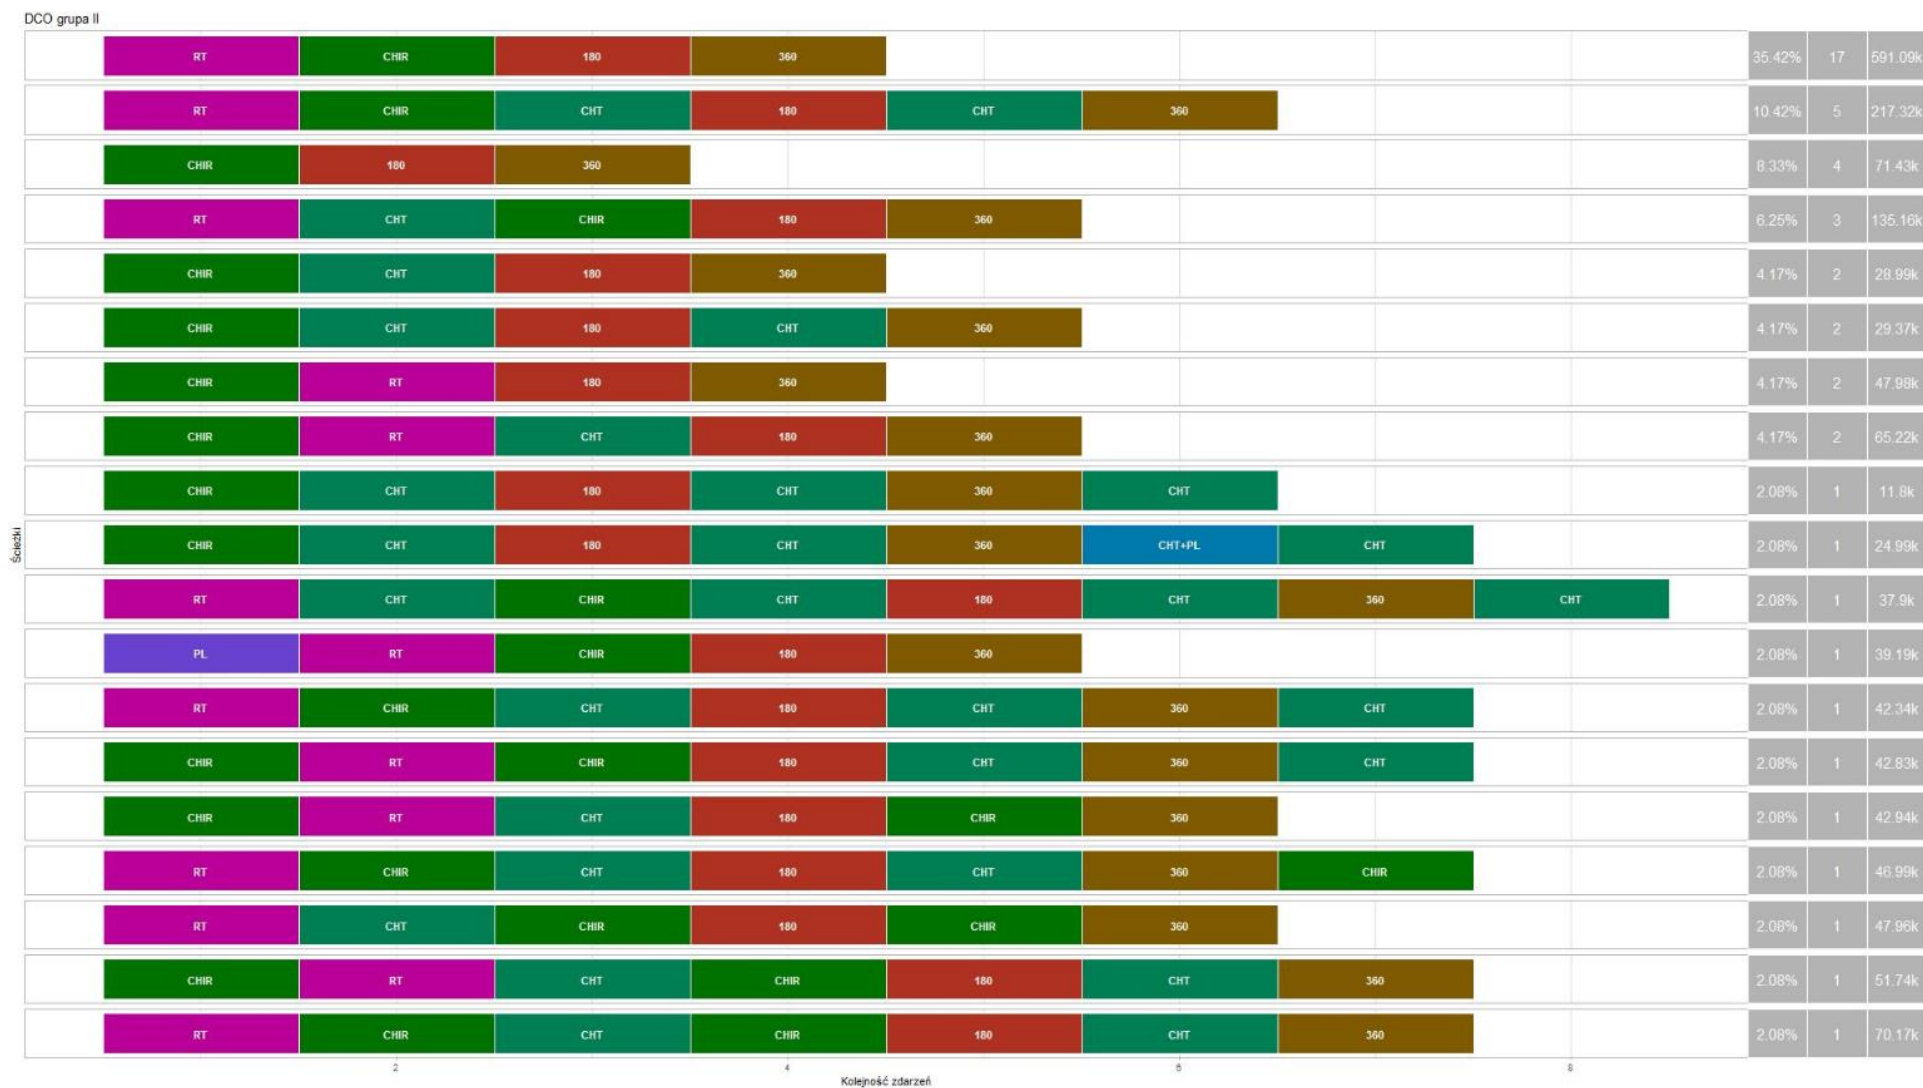 DCO grupa II
RT CHIR 180 360 35.42% 17 591.09k
RT CHIR CHT 180 CHT 360 10.42% 5 217.32k
CHIR 180 360 8.33% 4 71.43k
RT CHT CHIR 180 360 6.25% 3 135.16k
CHIR CHT 180 360 4.17% 2 28.99k
CHIR CHT 180 CHT 360 4.17% 2 29.37k
CHIR RT 180 360 4.17% 2 47.98k
CHIR RT CHT 180 360 4.17% 2 65.22k
CHIR CHT 180 CHT 360 CHT 2.08% 1 11.8k
Ścieżki
CHIR CHT 180 CHT 360 CHT+PL CHT 2.08% 1 24.99k
RT CHT CHIR CHT 180 CHT 360 CHT 2.08% 1 37.9k
PL RT CHIR 180 360 2.08% 1 39.19k
RT CHIR CHT 180 CHT 360 CHT 2.08% 1 42.34k
CHIR RT CHIR 180 CHT 360 CHT 2.08% 1 42.83k
CHIR RT CHT 180 CHIR 360 2.08% 1 42.94k
RT CHIR CHT 180 CHT 360 CHIR 2.08% 1 46.99k
RT CHT CHIR 180 CHIR 360 2.08% 1 47.96k
CHIR RT CHT CHIR 180 CHT 360 2.08% 1 51.74k
RT CHIR CHT CHIR 180 CHT 360 2.08% 1 70.17k
2 4 6 8
Kolejność zdarzeń